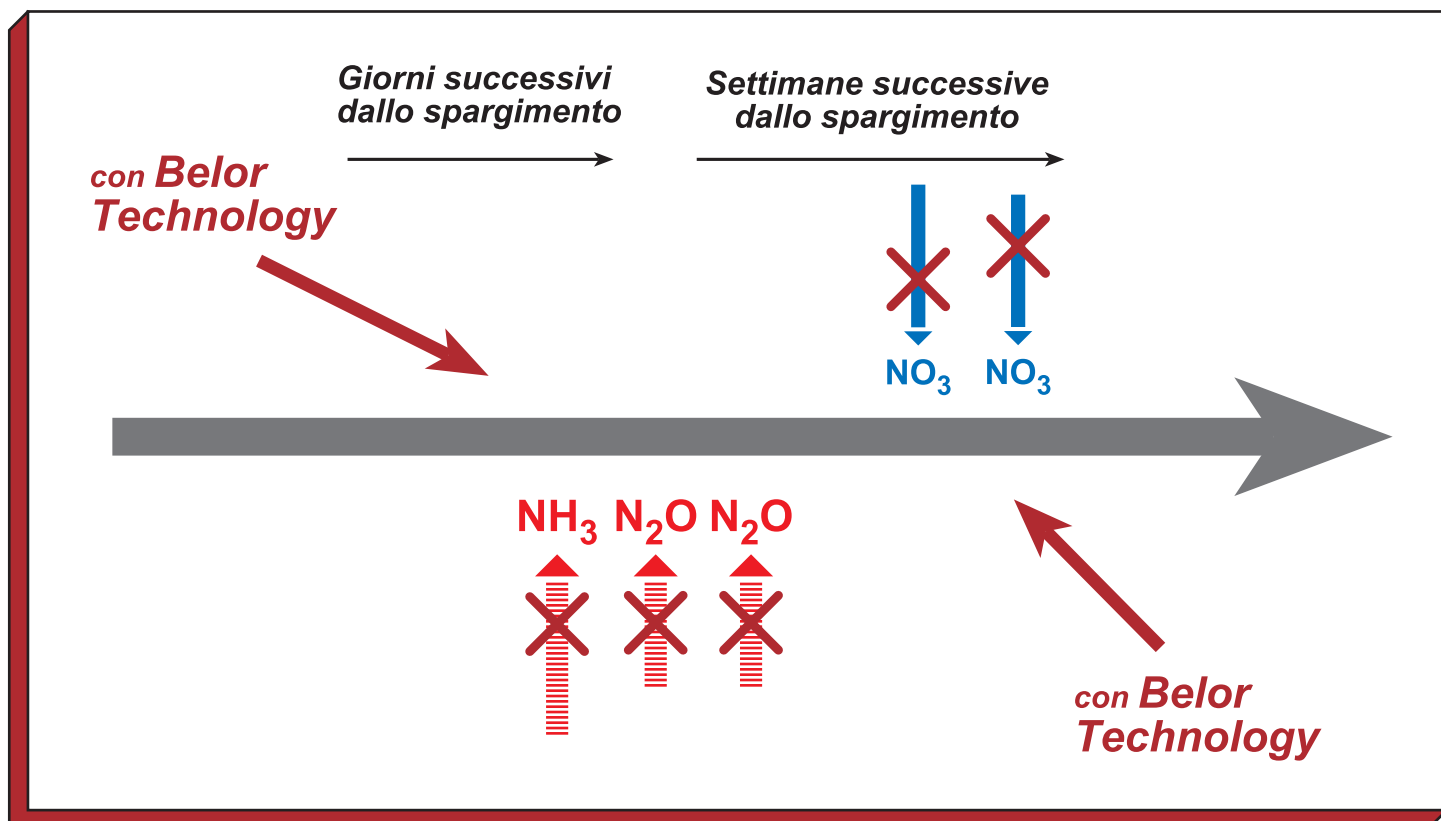 Giorni successivi
dallo spargimento
Settimane successive
dallo spargimento
con Belor
Technology
NO3 NO3
NH3 N2O N2O
con Belor
Technology